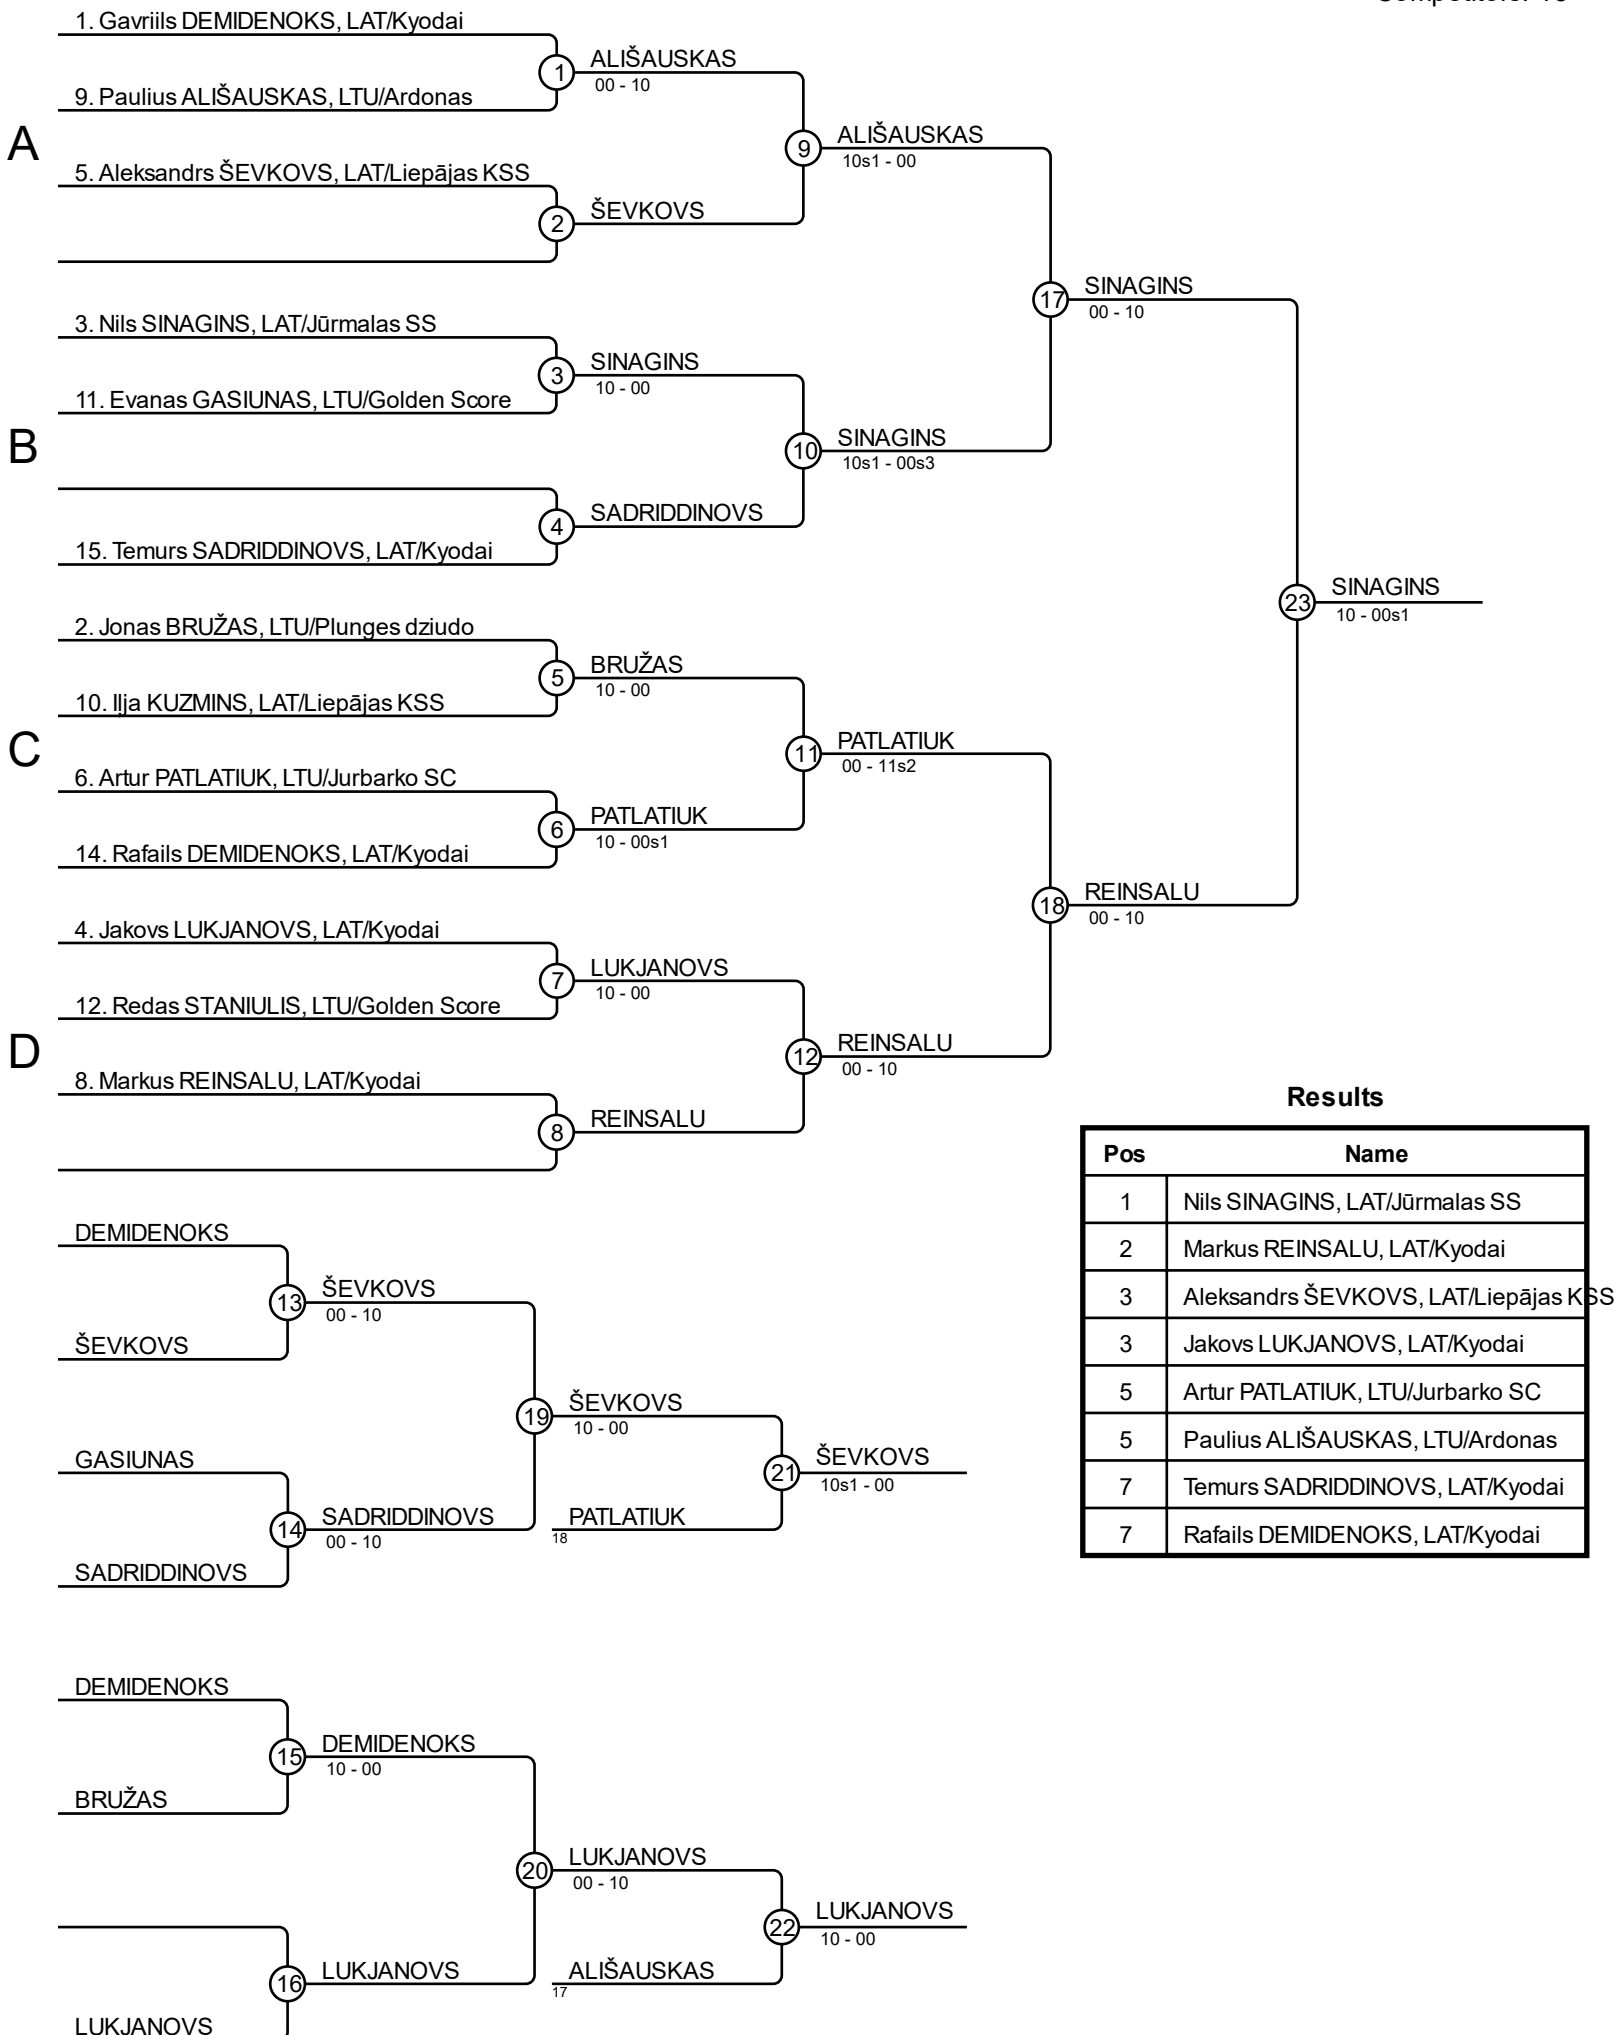 1. Gavriils DEMIDENOKS, LAT/Kyodai
1
ALIŠAUSKAS
00 - 10
9. Paulius ALIŠAUSKAS, LTU/Ardonas
A
9
ALIŠAUSKAS
10s1 - 00
5. Aleksandrs ŠEVKOVS, LAT/Liepājas KSS
2
ŠEVKOVS
17
SINAGINS
00 - 10
3. Nils SINAGINS, LAT/Jūrmalas SS
3
SINAGINS
10 - 00
11. Evanas GASIUNAS, LTU/Golden Score
B
10
SINAGINS
10s1 - 00s3
4
SADRIDDINOVS
15. Temurs SADRIDDINOVS, LAT/Kyodai
23
SINAGINS
10 - 00s1
2. Jonas BRUŽAS, LTU/Plunges dziudo
5
BRUŽAS
10 - 00
10. Iļja KUZMINS, LAT/Liepājas KSS
C
11
PATLATIUK
00 - 11s2
6. Artur PATLATIUK, LTU/Jurbarko SC
6
PATLATIUK
10 - 00s1
14. Rafails DEMIDENOKS, LAT/Kyodai
18
REINSALU
00 - 10
4. Jakovs LUKJANOVS, LAT/Kyodai
7
LUKJANOVS
10 - 00
12. Redas STANIULIS, LTU/Golden Score
D
12
REINSALU
00 - 10
8. Markus REINSALU, LAT/Kyodai
8
REINSALU
Results
Pos Name
1 Nils SINAGINS, LAT/Jūrmalas SS
2 Markus REINSALU, LAT/Kyodai
3 Aleksandrs ŠEVKOVS, LAT/Liepājas KSS
3 Jakovs LUKJANOVS, LAT/Kyodai
5 Artur PATLATIUK, LTU/Jurbarko SC
5 Paulius ALIŠAUSKAS, LTU/Ardonas
7 Temurs SADRIDDINOVS, LAT/Kyodai
7 Rafails DEMIDENOKS, LAT/Kyodai
DEMIDENOKS
13
ŠEVKOVS
00 - 10
ŠEVKOVS
19
ŠEVKOVS
10 - 00
GASIUNAS
21
ŠEVKOVS
10s1 - 00
14
SADRIDDINOVS
00 - 10
PATLATIUK
18
SADRIDDINOVS
DEMIDENOKS
15
DEMIDENOKS
10 - 00
BRUŽAS
20
LUKJANOVS
00 - 10
22
LUKJANOVS
10 - 00
16
LUKJANOVS
ALIŠAUSKAS
17
LUKJANOVS